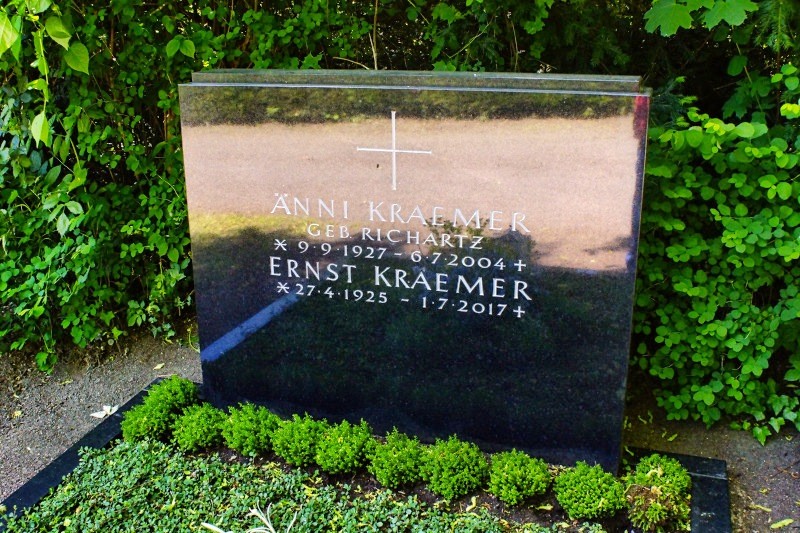 ÄNNI KRAEMER
GEB. RICHARTZ
* 9·9·1927 - 6·7·2004 +
ERNST KRAEMER
* 27·4·1925 - 1·7·2017 +